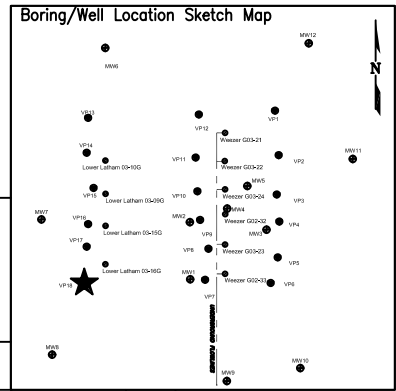 Boring/Well Location Sketch Map
MW12
MW6
N
VP13
VP12
VP1
Weezer G03-21
VP14
VP11
VP2
MW11
Lower Latham 03-10G
Weezer G03-22
VP15
MW5
Lower Latham 03-09G
VP10
Weezer G03-24
VP3
MW7
MW2
MW4
VP16
Weezer G02-32
VP4
Lower Latham 03-15G
VP9
MW3
VP17
VP8
Weezer G03-23
Lower Latham 03-16G
VP5
VP18
MW1
Weezer G02-33
VP7
VP6
UNDERGROUND FLOWLINES
MW8
MW10
MW9